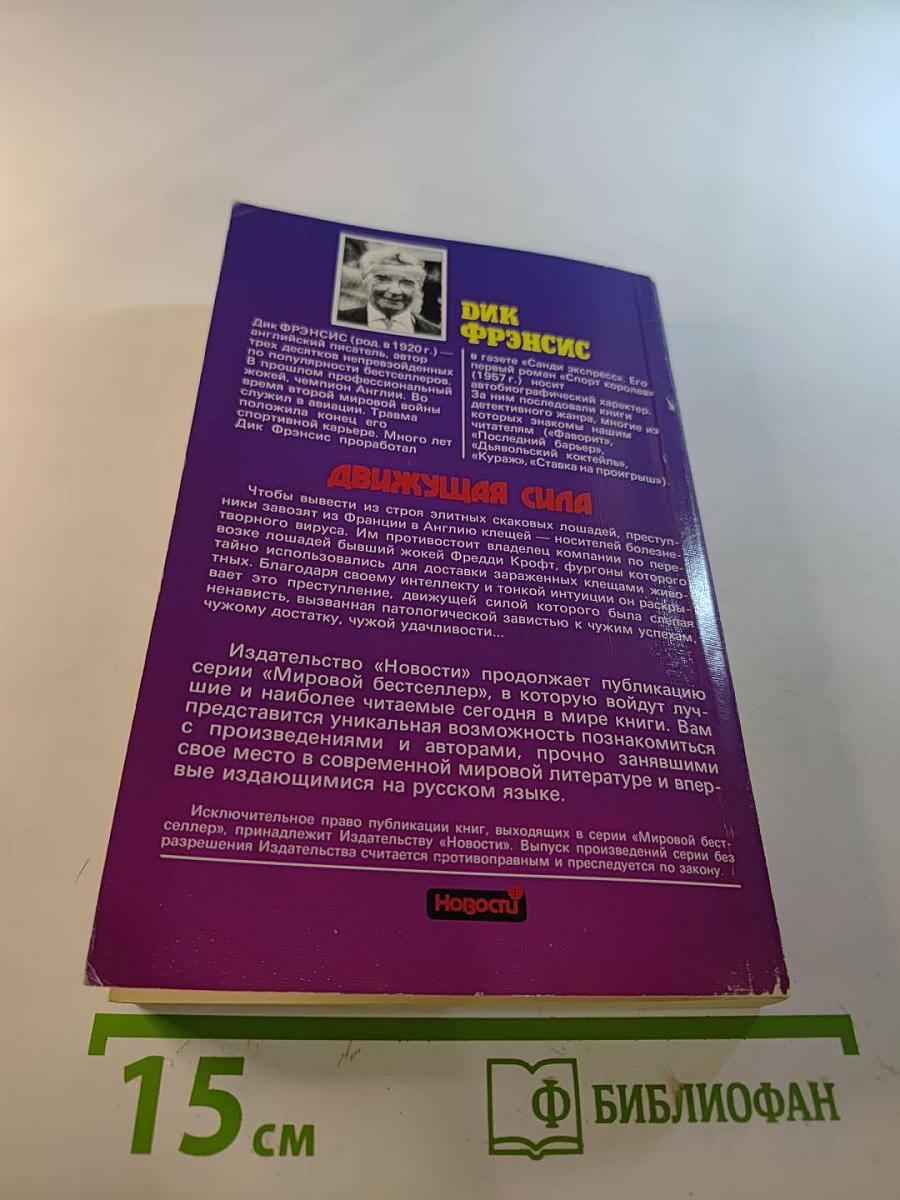 ДИК
ФРЭНСИС
Дик ФРЭНСИС (род. в 1920 г.) —
английский писатель, автор
трех десятков непревзойденных
по популярности бестселлеров.
В прошлом профессиональный
жокей, чемпион Англии. Во
время второй мировой войны
служил в авиации. Травма
положила конец его
спортивной карьере. Много лет
Дик Фрэнсис проработал
в газете «Санди экспресс». Его
первый роман «Спорт королев»
(1957 г.) носит
автобиографический характер.
За ним последовали книги
детективного жанра, многие из
которых знакомы нашим
читателям («Фаворит»,
«Последний барьер»,
«Дьявольский коктейль»,
«Кураж», «Ставка на проигрыш»).
ДВИЖУЩАЯ СИЛА
Чтобы вывести из строя элитных скаковых лошадей, преступ-
ники завозят из Франции в Англию клещей — носителей болезне-
творного вируса. Им противостоит владелец компании по пере-
возке лошадей бывший жокей Фредди Крофт, фургоны которого
тайно использовались для доставки зараженных клещами живо-
тных. Благодаря своему интеллекту и тонкой интуиции он раскры-
вает это преступление, движущей силой которого была слепая
ненависть, вызванная патологической завистью к чужим успехам,
чужому достатку, чужой удачливости...
Издательство «Новости» продолжает публикацию
серии «Мировой бестселлер», в которую войдут луч-
шие и наиболее читаемые сегодня в мире книги. Вам
представится уникальная возможность познакомиться
с произведениями и авторами, прочно занявшими
свое место в современной мировой литературе и впер-
вые издающимися на русском языке.
Исключительное право публикации книг, выходящих в серии «Мировой бест-
селлер», принадлежит Издательству «Новости». Выпуск произведений серии без
разрешения Издательства считается противоправным и преследуется по закону.
Новости
15 см
Ф БИБЛИОФАН